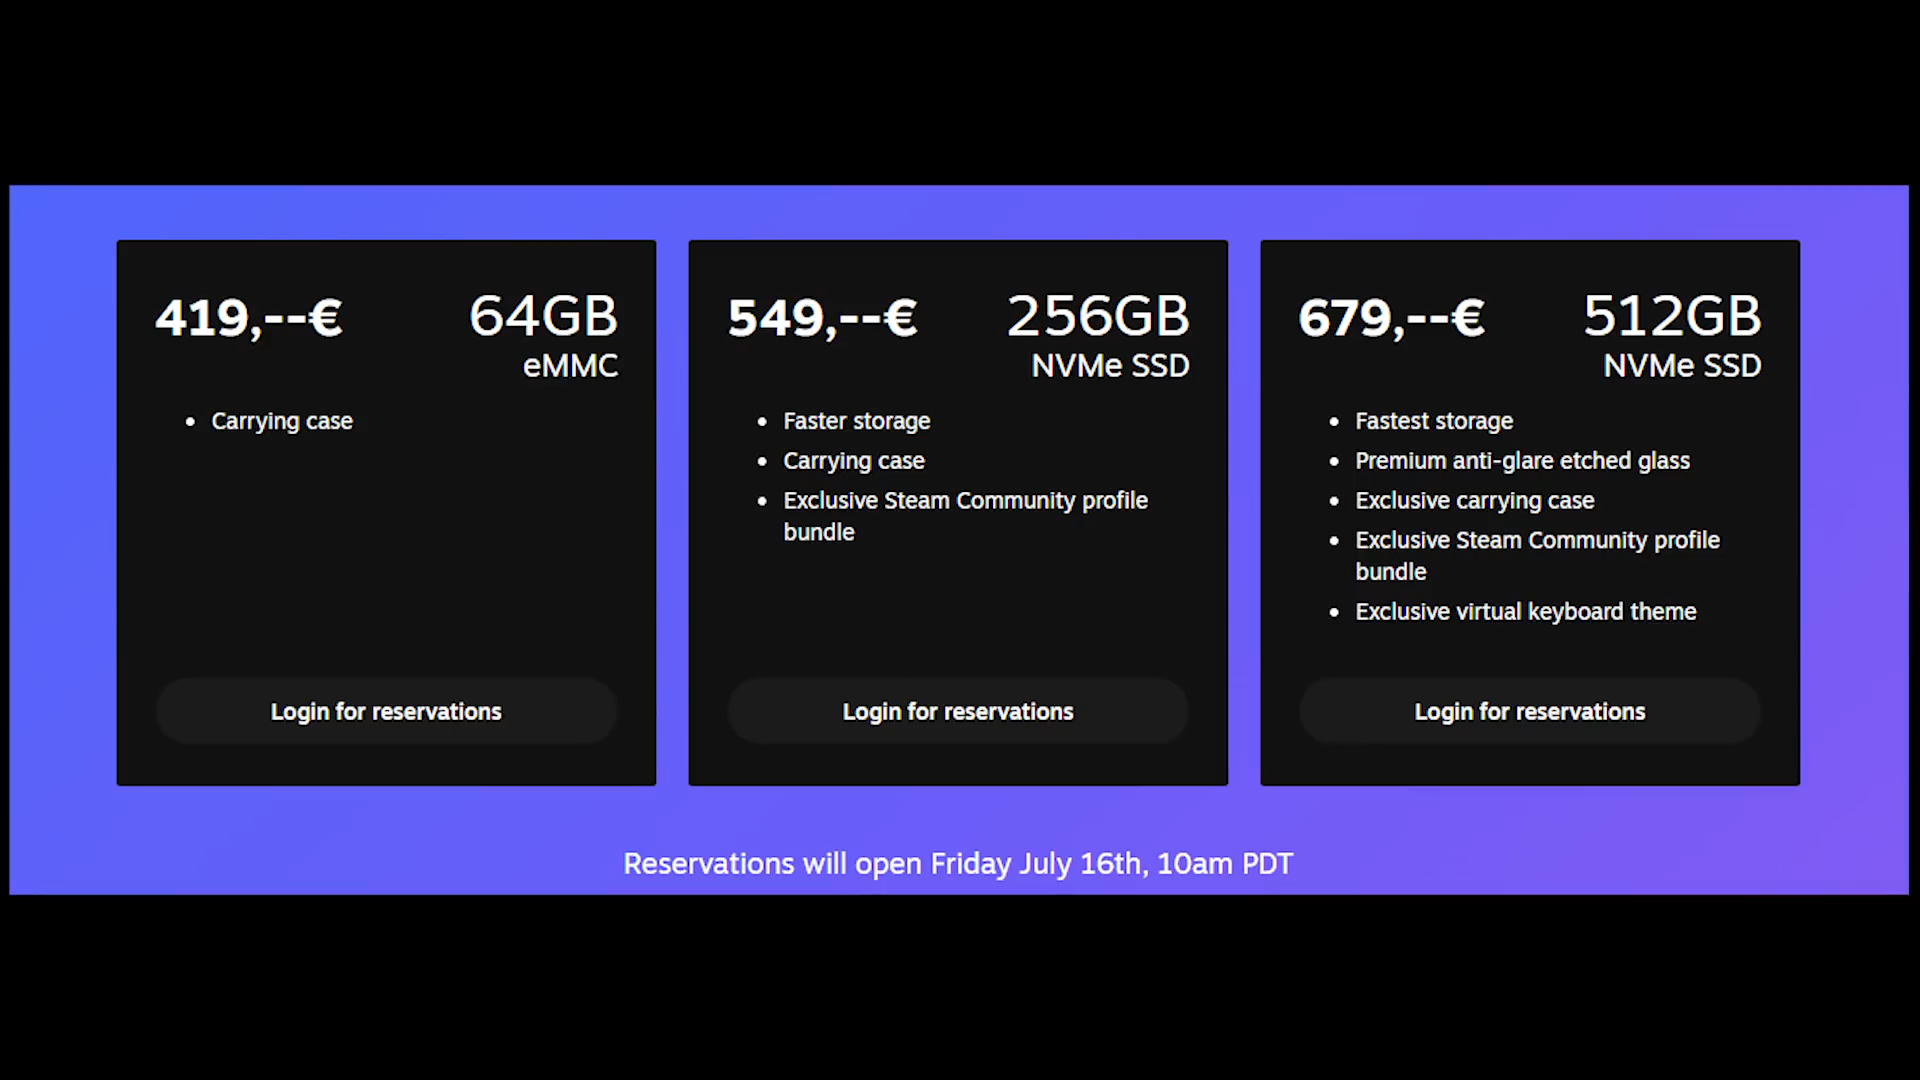 419,--€
64GB
eMMC
• Carrying case
Login for reservations
549,--€
256GB
NVMe SSD
• Faster storage
• Carrying case
• Exclusive Steam Community profile
bundle
Login for reservations
679,--€
512GB
NVMe SSD
• Fastest storage
• Premium anti-glare etched glass
• Exclusive carrying case
• Exclusive Steam Community profile
bundle
• Exclusive virtual keyboard theme
Login for reservations
Reservations will open Friday July 16th, 10am PDT